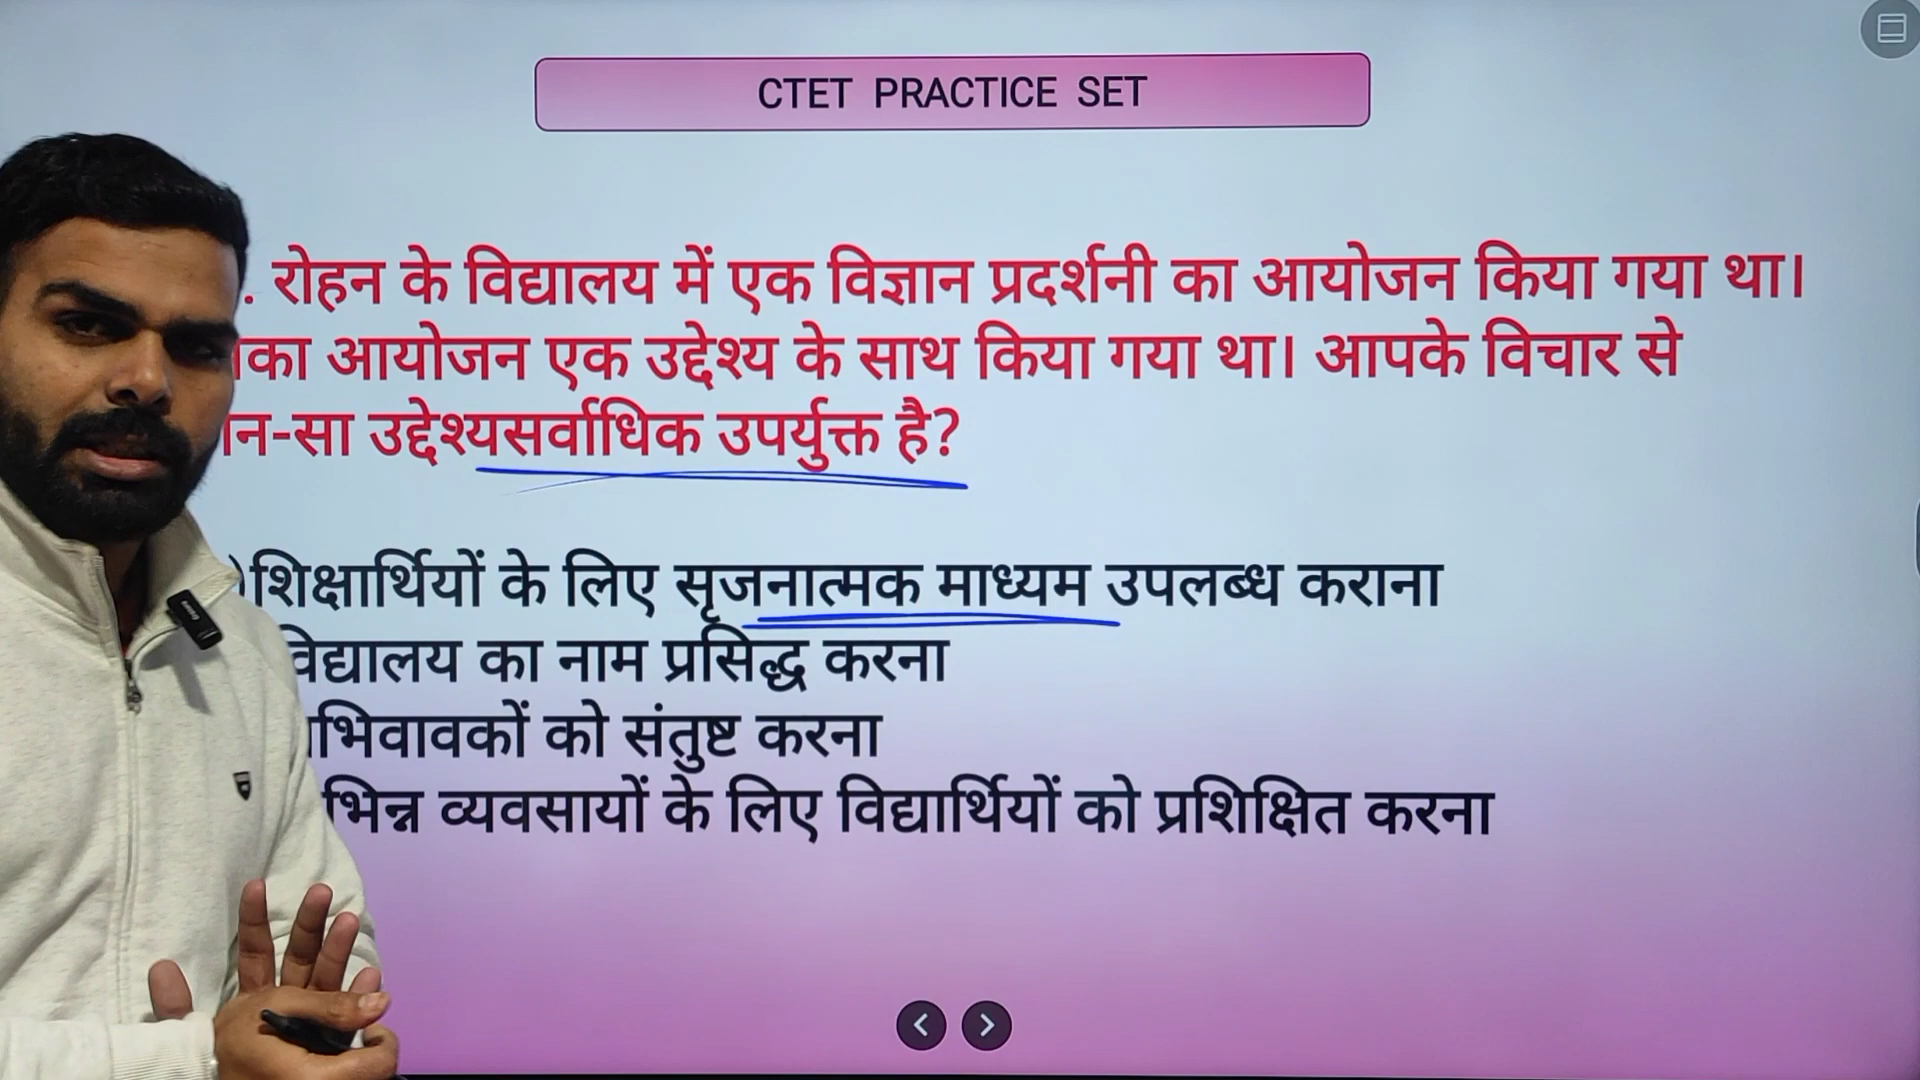 CTET PRACTICE SET
. रोहन के विद्यालय में एक विज्ञान प्रदर्शनी का आयोजन किया गया था।
आयोजन एक उद्देश्य के साथ किया गया था। आपके विचार से
उद्देश्यसर्वाधिक उपर्युक्त है?
)शिक्षार्थियों के लिए सृजनात्मक माध्यम उपलब्ध कराना
विद्यालय का नाम प्रसिद्ध करना
को संतुष्ट करना
व्यवसायों के लिए विद्यार्थियों को प्रशिक्षित करना